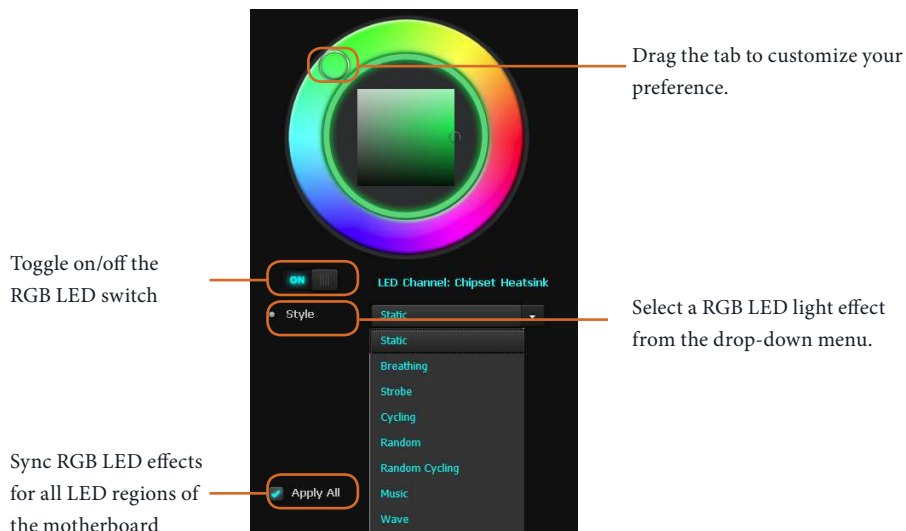 Drag the tab to customize your
preference.
Toggle on/off the
RGB LED switch
ON
LED Channel: Chipset Heatsink
Style
Static
Select a RGB LED light effect
from the drop-down menu.
Static
Breathing
Strobe
Cycling
Random
Random Cycling
Sync RGB LED effects
for all LED regions of
the motherboard
Apply All
Music
Wave